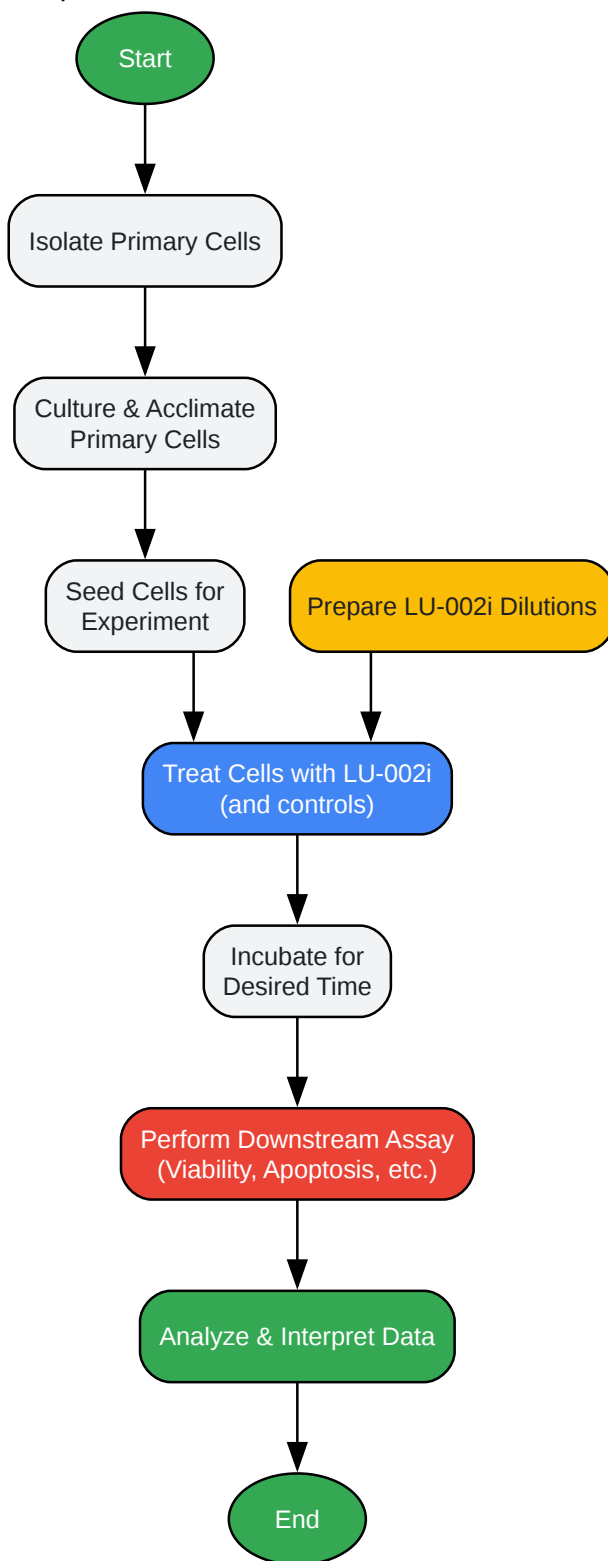 Start
Isolate Primary Cells
Culture & Acclimate
Primary Cells
Seed Cells for
Experiment
Prepare LU-002i Dilutions
Treat Cells with LU-002i
(and controls)
Incubate for
Desired Time
Perform Downstream Assay
(Viability, Apoptosis, etc.)
Analyze & Interpret Data
End